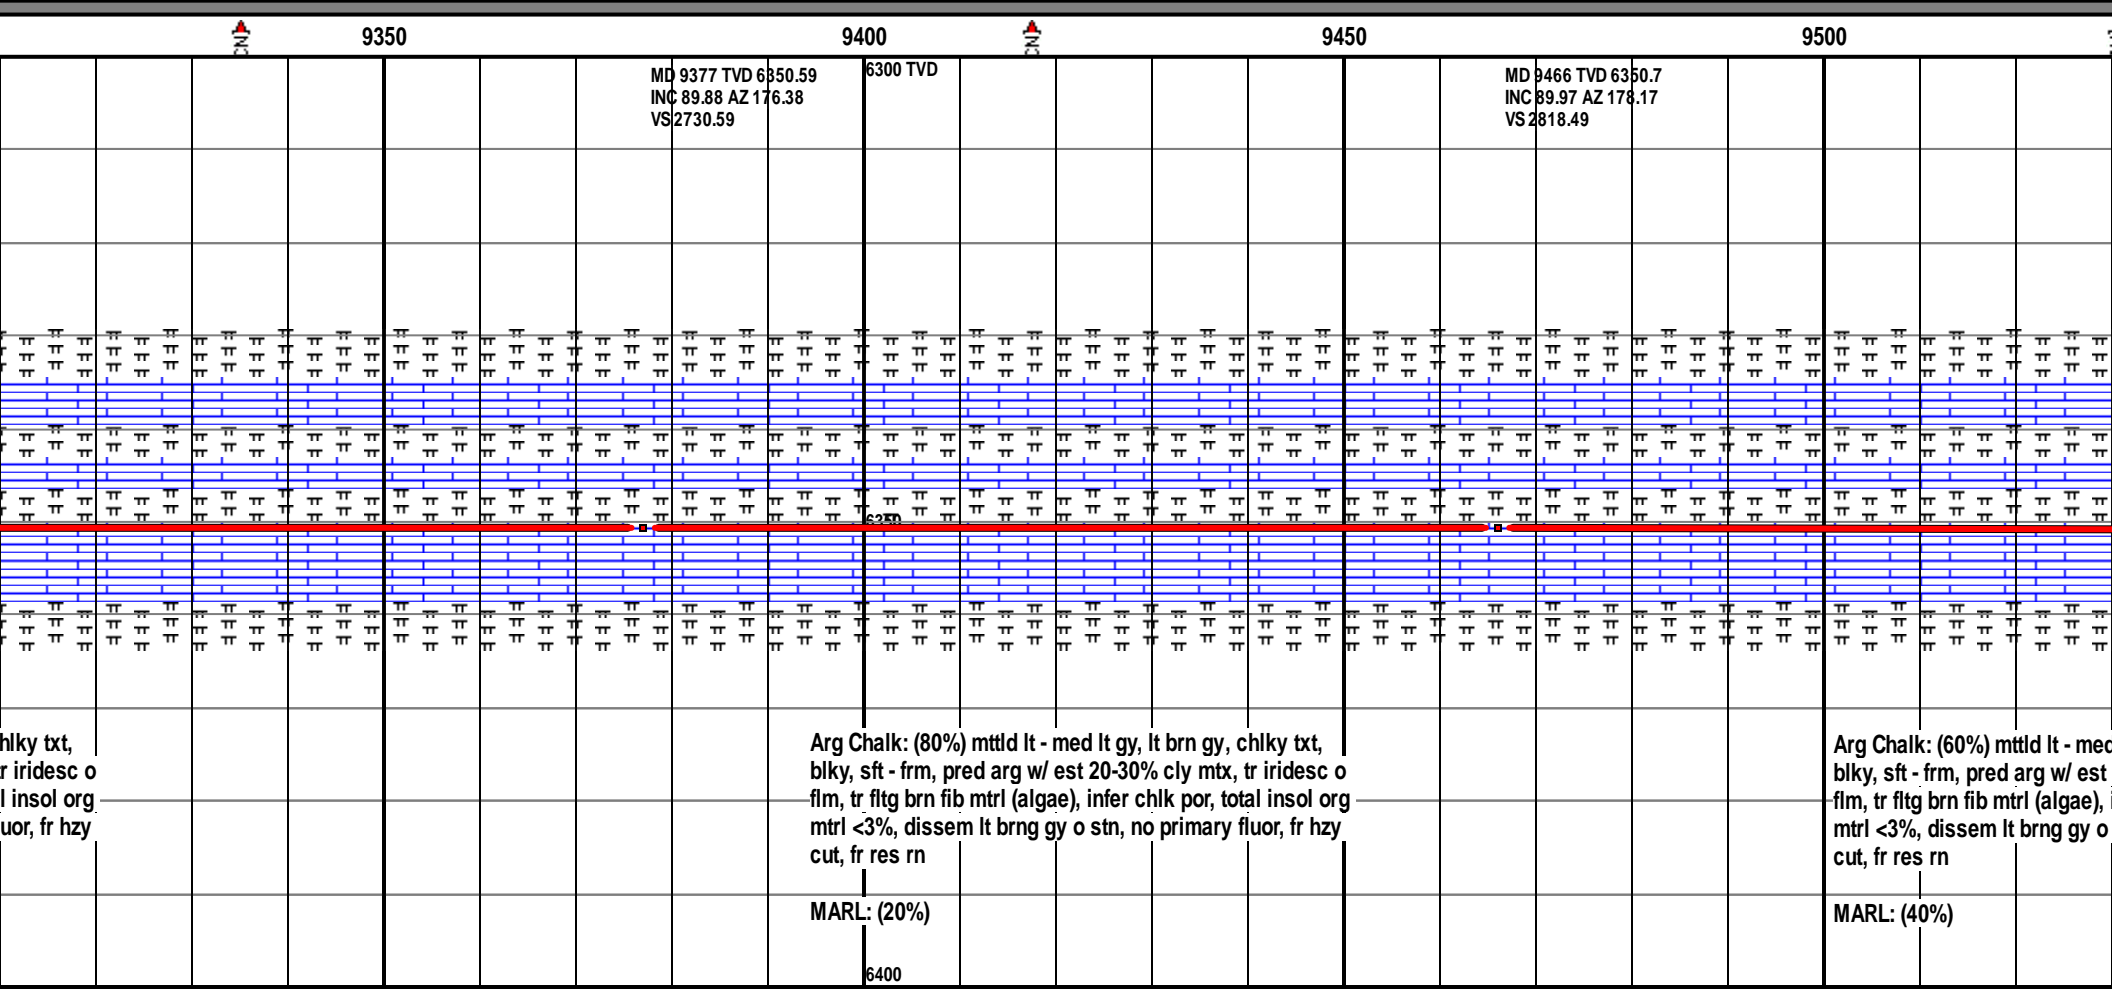 9350 9400 9450 9500
CN CN
MD 9377 TVD 6350.59
INC 89.88 AZ 176.38
VS 2730.59
6300 TVD
MD 9466 TVD 6350.7
INC 89.97 AZ 178.17
VS 2818.49
6350
hlky txt,
r iridesc o
l insol org
uor, fr hzy
Arg Chalk: (80%) mttld lt - med lt gy, lt brn gy, chlky txt,
blky, sft - frm, pred arg w/ est 20-30% cly mtx, tr iridesc o
flm, tr fltg brn fib mtrl (algae), infer chlk por, total insol org
mtrl <3%, dissem lt brng gy o stn, no primary fluor, fr hzy
cut, fr res rn
MARL: (20%)
6400
Arg Chalk: (60%) mttld lt - med
blky, sft - frm, pred arg w/ est
flm, tr fltg brn fib mtrl (algae), i
mtrl <3%, dissem lt brng gy o
cut, fr res rn
MARL: (40%)